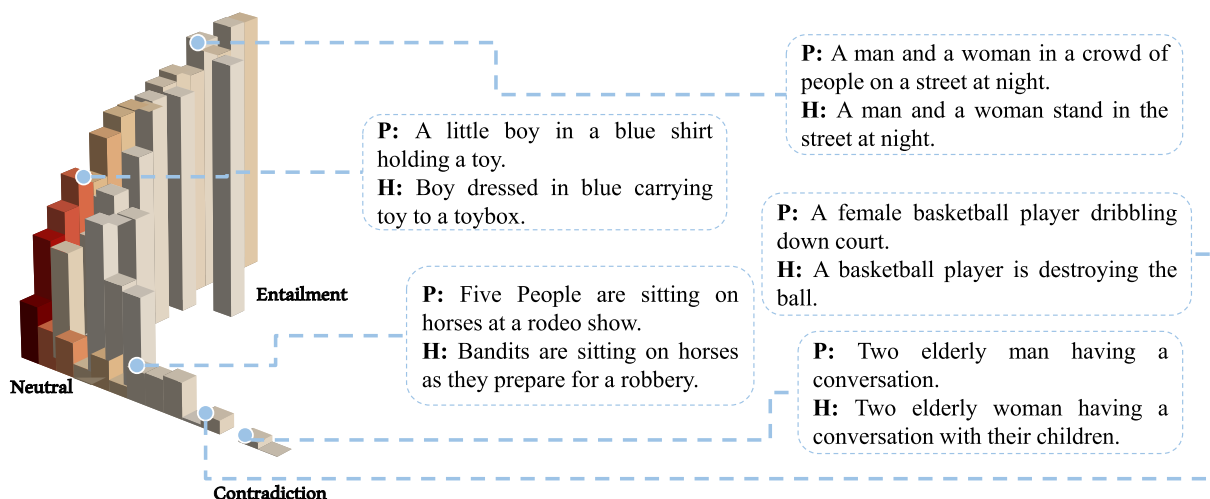 P: A man and a woman in a crowd of
people on a street at night.
H: A man and a woman stand in the
street at night.
P: A little boy in a blue shirt
holding a toy.
H: Boy dressed in blue carrying
toy to a toybox.
P: A female basketball player dribbling
down court.
H: A basketball player is destroying the
ball.
Entailment
P: Five People are sitting on
horses at a rodeo show.
H: Bandits are sitting on horses
as they prepare for a robbery.
P: Two elderly man having a
conversation.
H: Two elderly woman having a
conversation with their children.
Neutral
Contradiction